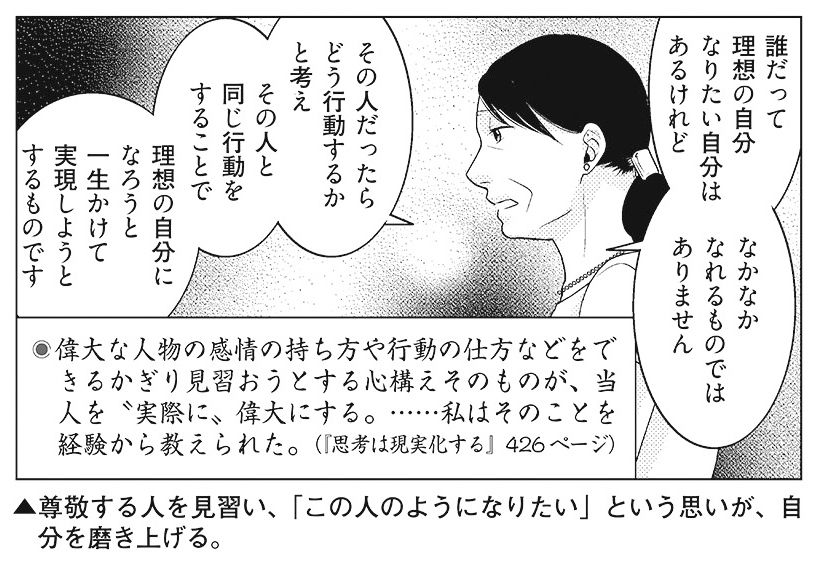 誰だって
理想の自分
なりたい自分は
あるけれど
なかなか
なれるものでは
ありません
その人だったら
どう行動するか
と考え
その人と
同じ行動を
することで
理想の自分に
なろうと
一生かけて
実現しようと
するものです
◉偉大な人物の感情の持ち方や行動の仕方などをで
きるかぎり見習おうとする心構えそのものが、当
人を〝実際に〟偉大にする。……私はそのことを
経験から教えられた。(『思考は現実化する』426ページ)
▲尊敬する人を見習い、「この人のようになりたい」という思いが、自
分を磨き上げる。